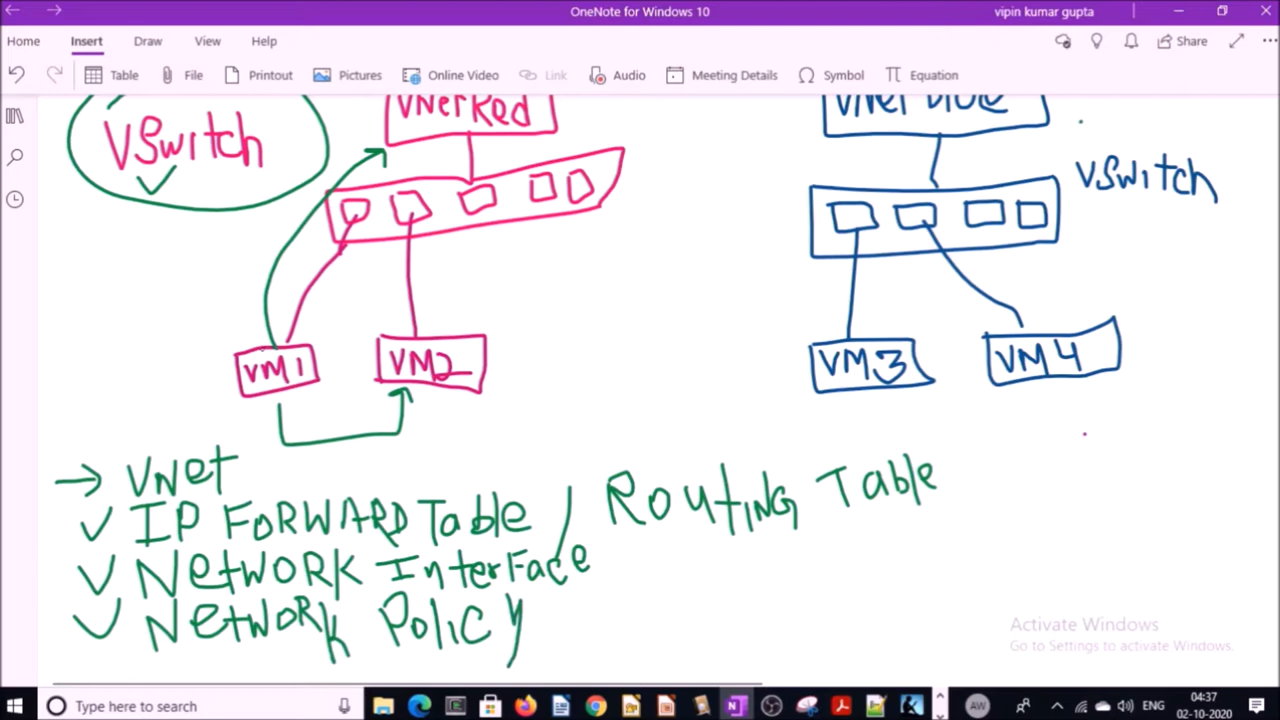 OneNote for Windows 10
vipin kumar gupta
Home
Insert
Draw
View
Help
Share
Table
File
Printout
Pictures
Online Video
Link
Audio
Meeting Details
Symbol
Equation
VSwitch
VNetRed
VNetBlue
VSwitch
VM1
VM2
VM3
VM4
→ VNet
✓ IP FORWARD Table / ROUTING Table
✓ NetWORK InterFace
✓ NetWORK PolicY
Activate Windows
Go to Settings to activate Windows.
Type here to search
AW
ENG
04:37
02-10-2020